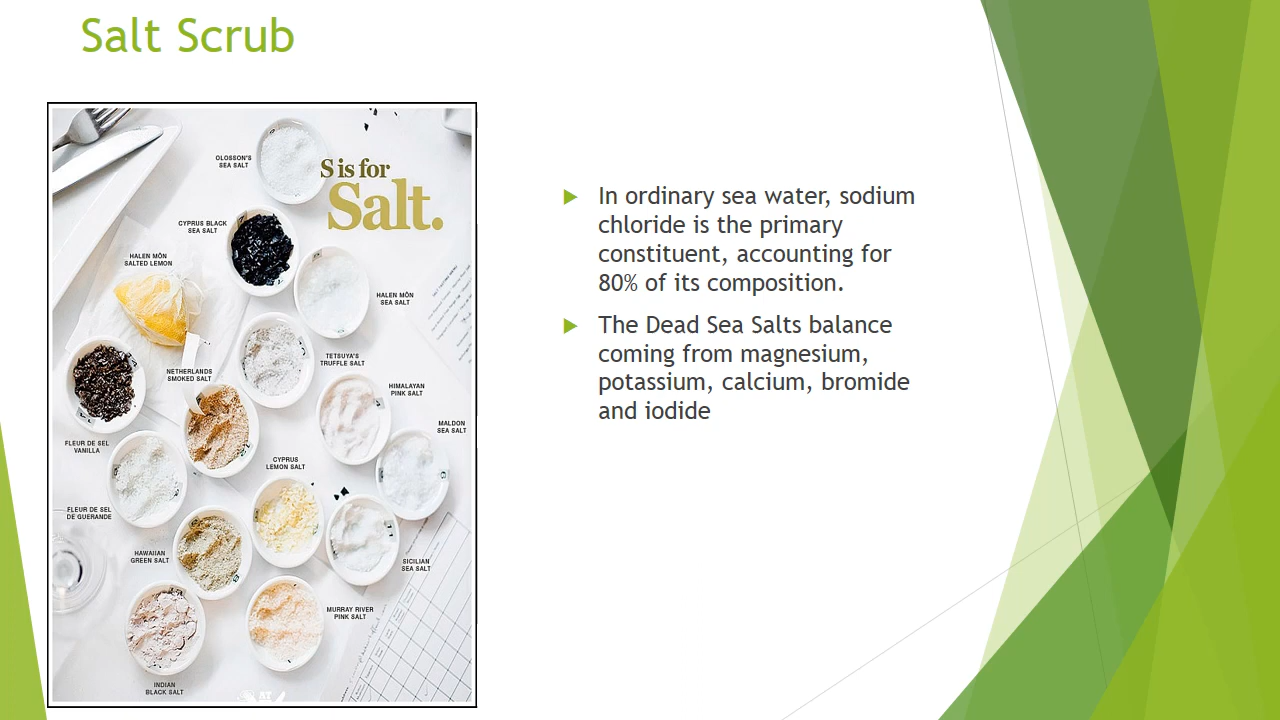 Salt Scrub
S is for
Salt.
OLOSSON'S
SEA SALT
CYPRUS BLACK
SEA SALT
HALEN MÔN
SALTED LEMON
HALEN MÔN
SEA SALT
TETSUYA'S
TRUFFLE SALT
NETHERLANDS
SMOKED SALT
HIMALAYAN
PINK SALT
MALDON
SEA SALT
FLEUR DE SEL
VANILLA
CYPRUS
LEMON SALT
FLEUR DE SEL
DE GUERANDE
HAWAIIAN
GREEN SALT
SICILIAN
SEA SALT
MURRAY RIVER
PINK SALT
INDIAN
BLACK SALT
AT
In ordinary sea water, sodium
chloride is the primary
constituent, accounting for
80% of its composition.
The Dead Sea Salts balance
coming from magnesium,
potassium, calcium, bromide
and iodide